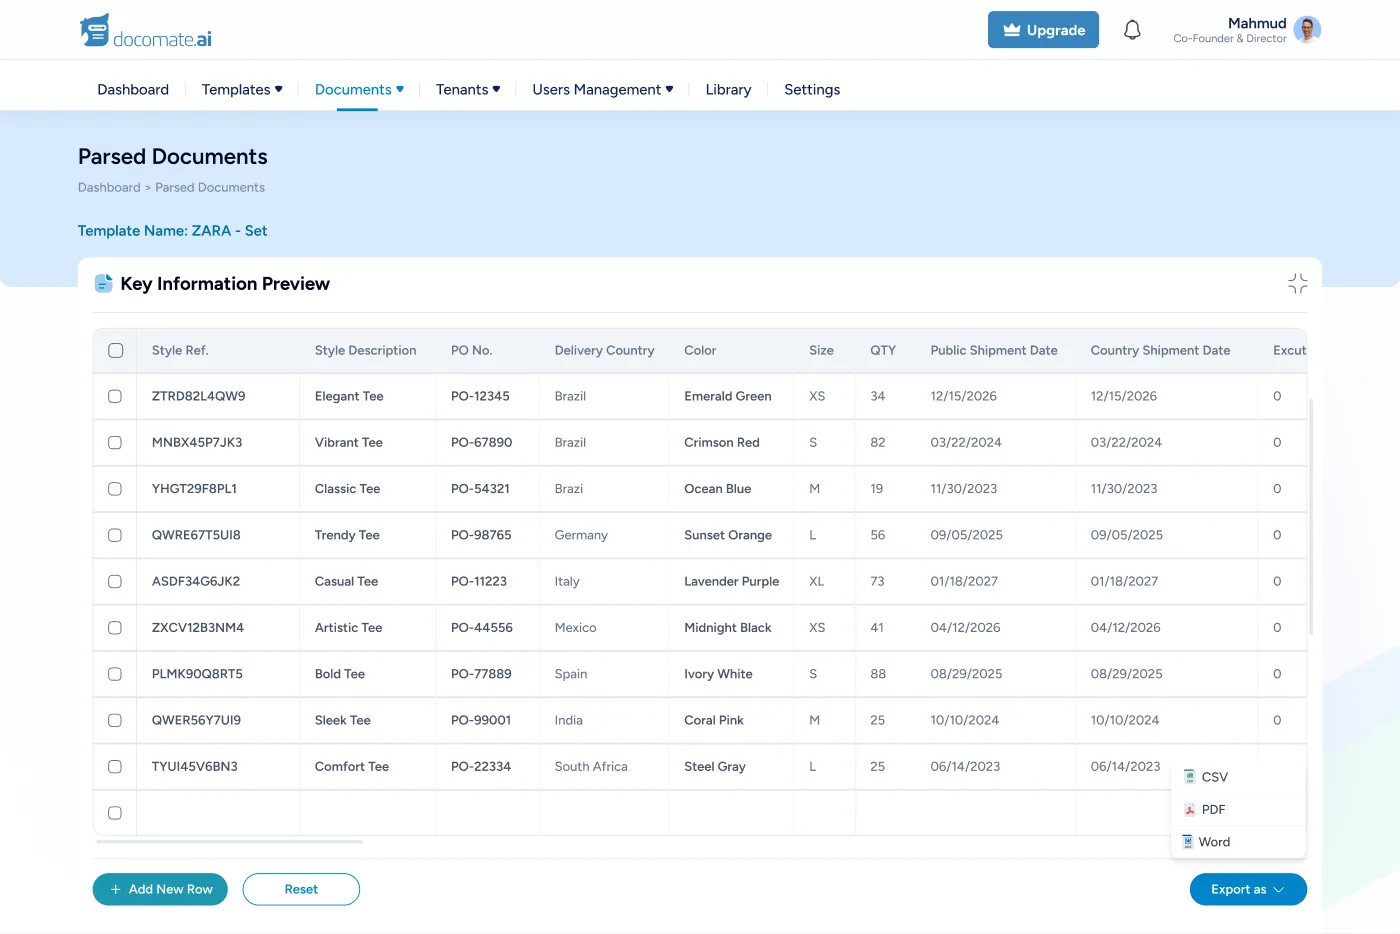 docomate.ai
Upgrade
Mahmud
Co-Founder & Director
Dashboard Templates Documents Tenants Users Management Library Settings
Parsed Documents
Dashboard > Parsed Documents
Template Name: ZARA - Set
Key Information Preview
Style Ref. Style Description PO No. Delivery Country Color Size QTY Public Shipment Date Country Shipment Date Excut
ZTRD82L4QW9 Elegant Tee PO-12345 Brazil Emerald Green XS 34 12/15/2026 12/15/2026 0
MNBX45P7JK3 Vibrant Tee PO-67890 Brazil Crimson Red S 82 03/22/2024 03/22/2024 0
YHGT29F8PL1 Classic Tee PO-54321 Brazi Ocean Blue M 19 11/30/2023 11/30/2023 0
QWRE67T5UI8 Trendy Tee PO-98765 Germany Sunset Orange L 56 09/05/2025 09/05/2025 0
ASDF34G6JK2 Casual Tee PO-11223 Italy Lavender Purple XL 73 01/18/2027 01/18/2027 0
ZXCV12B3NM4 Artistic Tee PO-44556 Mexico Midnight Black XS 41 04/12/2026 04/12/2026 0
PLMK90Q8RT5 Bold Tee PO-77889 Spain Ivory White S 88 08/29/2025 08/29/2025 0
QWER56Y7UI9 Sleek Tee PO-99001 India Coral Pink M 25 10/10/2024 10/10/2024 0
TYUI45V6BN3 Comfort Tee PO-22334 South Africa Steel Gray L 25 06/14/2023 06/14/2023
CSV
PDF
Word
+ Add New Row Reset Export as